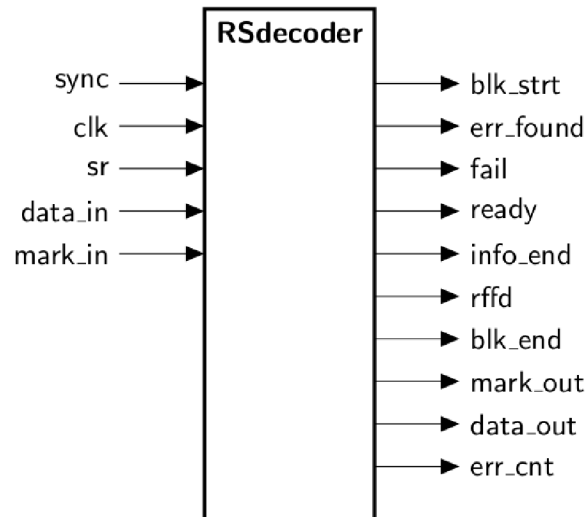 RSdecoder
sync
clk
sr
data_in
mark_in
blk_strt
err_found
fail
ready
info_end
rffd
blk_end
mark_out
data_out
err_cnt